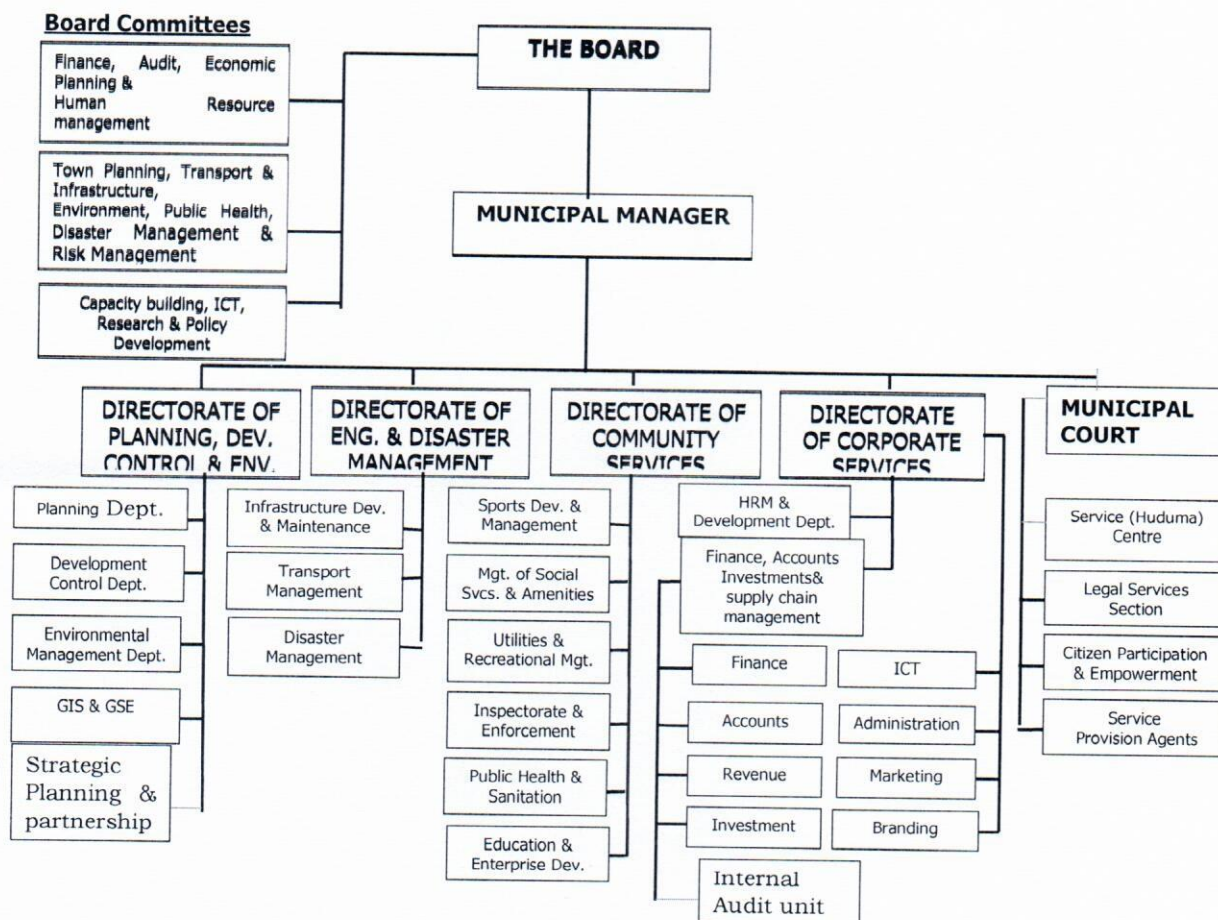 Board Committees
THE BOARD
Finance, Audit, Economic
Planning &
Human Resource
management
Town Planning, Transport &
Infrastructure,
Environment, Public Health,
Disaster Management &
Risk Management
Capacity building, ICT,
Research & Policy
Development
MUNICIPAL MANAGER
DIRECTORATE OF
PLANNING, DEV.
CONTROL & ENV.
DIRECTORATE OF
ENG. & DISASTER
MANAGEMENT
DIRECTORATE OF
COMMUNITY
SERVICES
DIRECTORATE
OF CORPORATE
SERVICES
MUNICIPAL
COURT
Planning Dept.
Development
Control Dept.
Environmental
Management Dept.
GIS & GSE
Strategic
Planning &
partnership
Infrastructure Dev.
& Maintenance
Transport
Management
Disaster
Management
Sports Dev. &
Management
Mgt. of Social
Svcs. & Amenities
Utilities &
Recreational Mgt.
Inspectorate &
Enforcement
Public Health &
Sanitation
Education &
Enterprise Dev.
HRM &
Development Dept.
Finance, Accounts
Investments&
supply chain
management
Finance
Accounts
Revenue
Investment
Internal
Audit unit
ICT
Administration
Marketing
Branding
Service (Huduma)
Centre
Legal Services
Section
Citizen Participation
& Empowerment
Service
Provision Agents